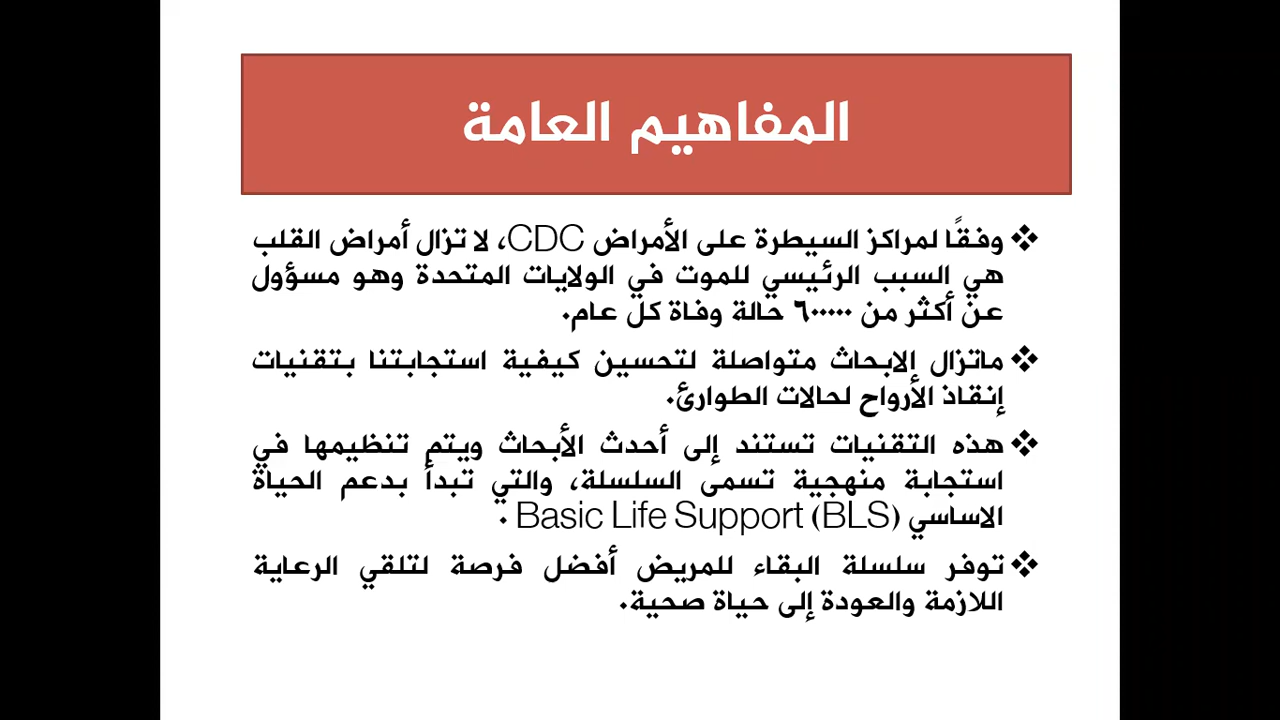 المفاهيم العامة
❖ وفقًا لمراكز السيطرة على الأمراض CDC، لا تزال أمراض القلب
هي السبب الرئيسي للموت في الولايات المتحدة وهو مسؤول
عن أكثر من ٦٠٠٠٠٠ حالة وفاة كل عام.
❖ ماتزال الابحاث متواصلة لتحسين كيفية استجابتنا بتقنيات
إنقاذ الأرواح لحالات الطوارئ.
❖ هذه التقنيات تستند إلى أحدث الأبحاث ويتم تنظيمها في
استجابة منهجية تسمى السلسلة، والتي تبدأ بدعم الحياة
الاساسي Basic Life Support (BLS) .
❖ توفر سلسلة البقاء للمريض أفضل فرصة لتلقي الرعاية
اللازمة والعودة إلى حياة صحية.